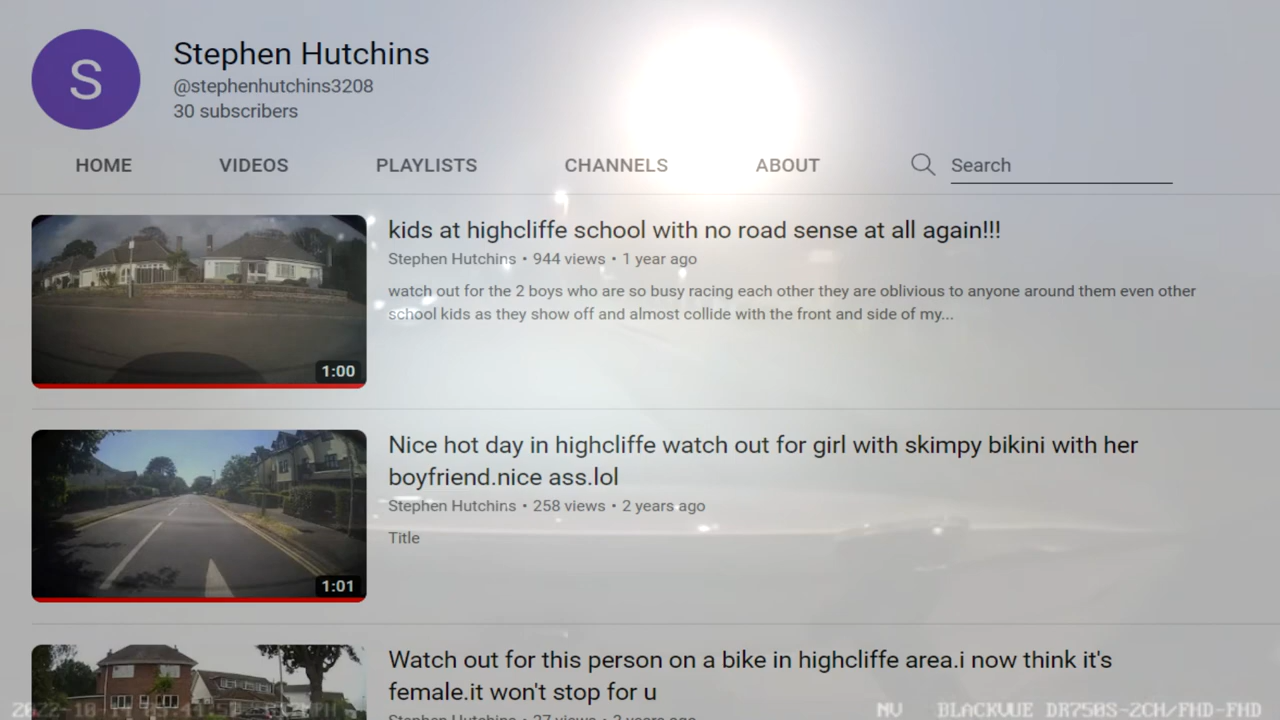 S
Stephen Hutchins
@stephenhutchins3208
30 subscribers
HOME VIDEOS PLAYLISTS CHANNELS ABOUT Search
kids at highcliffe school with no road sense at all again!!!
Stephen Hutchins • 944 views • 1 year ago
watch out for the 2 boys who are so busy racing each other they are oblivious to anyone around them even other
school kids as they show off and almost collide with the front and side of my...
1:00
Nice hot day in highcliffe watch out for girl with skimpy bikini with her
boyfriend.nice ass.lol
Stephen Hutchins • 258 views • 2 years ago
Title
1:01
Watch out for this person on a bike in highcliffe area.i now think it's
female.it won't stop for u
Stephen Hutchins • 27 views •
NV BLACKVUE DR750S-2CH/FHD-FHD